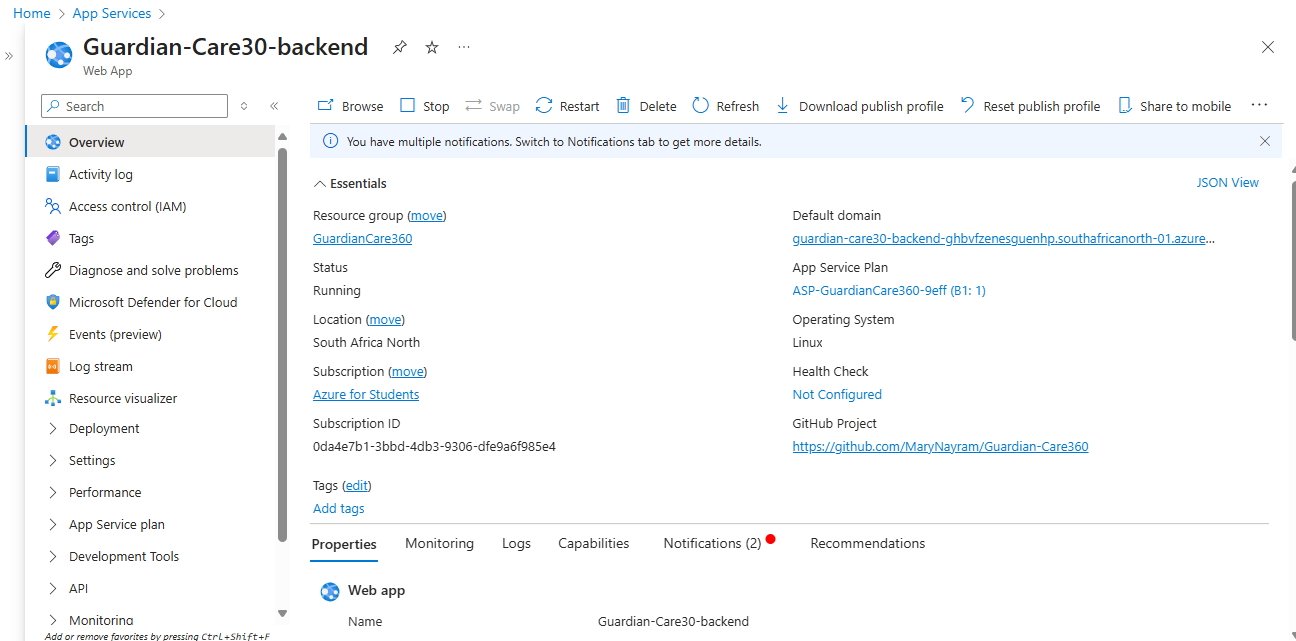 Home > App Services >
Guardian-Care30-backend
Web App
Search
Browse Stop Swap Restart Delete Refresh Download publish profile Reset publish profile Share to mobile
You have multiple notifications. Switch to Notifications tab to get more details.
Overview
Activity log
Access control (IAM)
Tags
Diagnose and solve problems
Microsoft Defender for Cloud
Events (preview)
Log stream
Resource visualizer
Deployment
Settings
Performance
App Service plan
Development Tools
API
Monitoring
Add or remove favorites by pressing Ctrl+Shift+F
Essentials
JSON View
Resource group (move)
GuardianCare360
Status
Running
Location (move)
South Africa North
Subscription (move)
Azure for Students
Subscription ID
0da4e7b1-3bbd-4db3-9306-dfe9a6f985e4
Tags (edit)
Add tags
Default domain
guardian-care30-backend-ghbvfzenesguenhp.southafricanorth-01.azure...
App Service Plan
ASP-GuardianCare360-9eff (B1: 1)
Operating System
Linux
Health Check
Not Configured
GitHub Project
https://github.com/MaryNayram/Guardian-Care360
Properties Monitoring Logs Capabilities Notifications (2) Recommendations
Web app
Name Guardian-Care30-backend